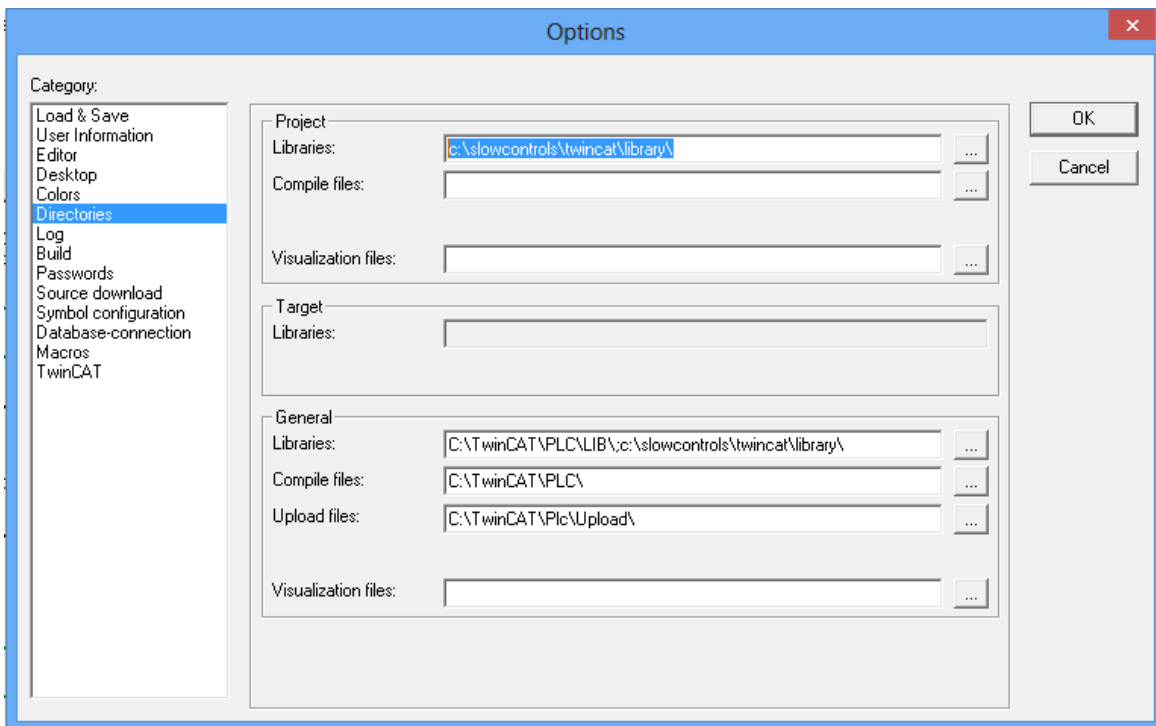 Options
Category:
Load & Save
User Information
Editor
Desktop
Colors
Directories
Log
Build
Passwords
Source download
Symbol configuration
Database-connection
Macros
TwinCAT
Project
Libraries:
c:\slowcontrols\twincat\library\
...
Compile files:
...
Visualization files:
...
Target
Libraries:
General
Libraries:
C:\TwinCAT\PLC\LIB\;c:\slowcontrols\twincat\library\
...
Compile files:
C:\TwinCAT\PLC\
...
Upload files:
C:\TwinCAT\Plc\Upload\
...
Visualization files:
...
OK
Cancel